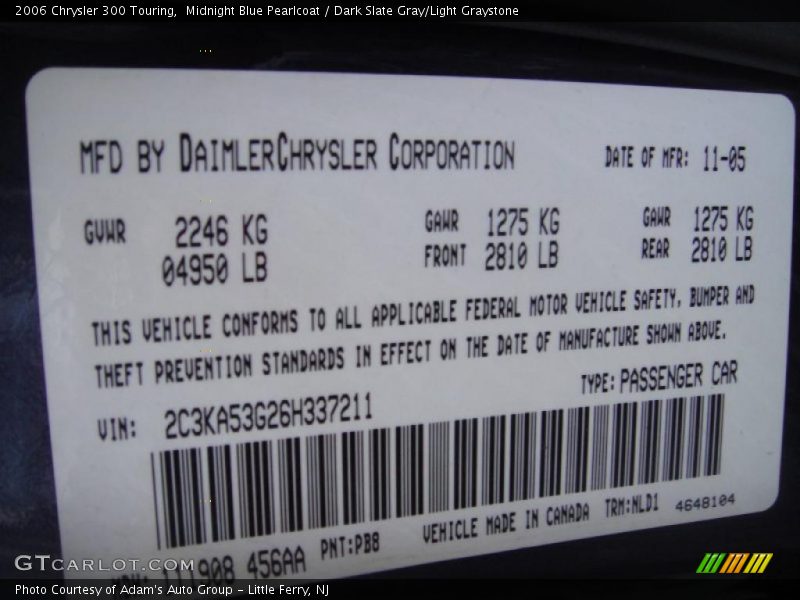 2006 Chrysler 300 Touring,  Midnight Blue Pearlcoat / Dark Slate Gray/Light Graystone
MFD BY DAIMLERCHRYSLER CORPORATION DATE OF MFR: 11-05
GVWR 2246 KG GAWR 1275 KG GAWR 1275 KG
04950 LB FRONT 2810 LB REAR 2810 LB
THIS VEHICLE CONFORMS TO ALL APPLICABLE FEDERAL MOTOR VEHICLE SAFETY, BUMPER AND
THEFT PREVENTION STANDARDS IN EFFECT ON THE DATE OF MANUFACTURE SHOWN ABOVE.
VIN: 2C3KA53G26H337211 TYPE: PASSENGER CAR
456AA PNT:PB8 VEHICLE MADE IN CANADA TRM:NLD1 4648104
GTCARLOT.COM
Photo Courtesy of Adam's Auto Group - Little Ferry, NJ